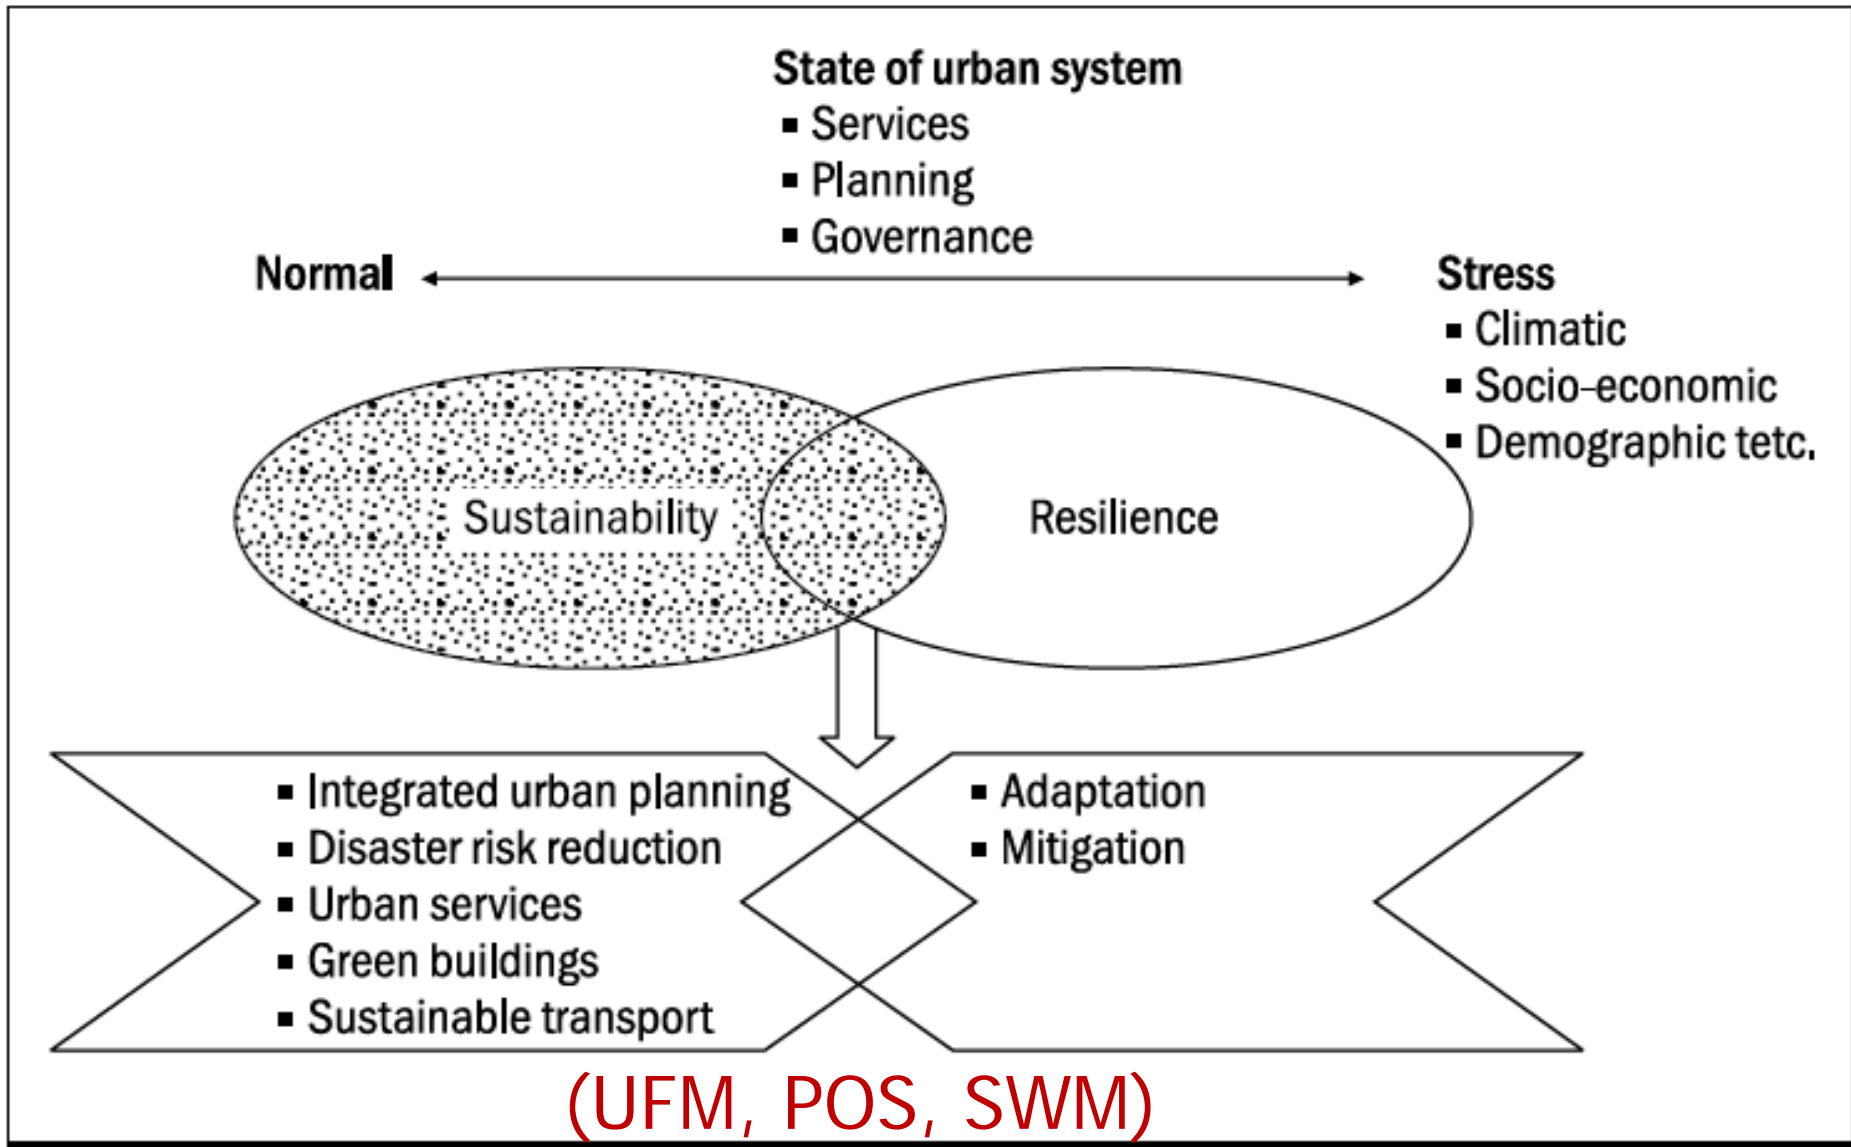 State of urban system
▪ Services
▪ Planning
▪ Governance
Normal
Stress
▪ Climatic
▪ Socio-economic
▪ Demographic tetc.
Sustainability
Resilience
▪ Integrated urban planning
▪ Disaster risk reduction
▪ Urban services
▪ Green buildings
▪ Sustainable transport
▪ Adaptation
▪ Mitigation
(UFM, POS, SWM)